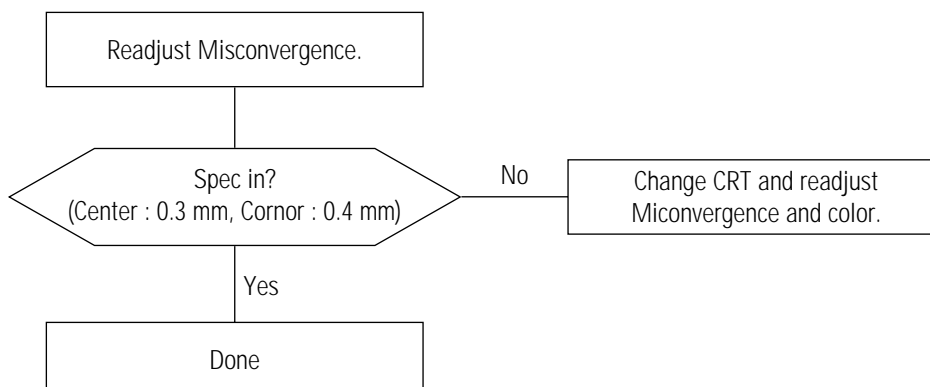 Readjust Misconvergence.
Spec in?
(Center : 0.3 mm, Cornor : 0.4 mm)
No
Change CRT and readjust
Miconvergence and color.
Yes
Done